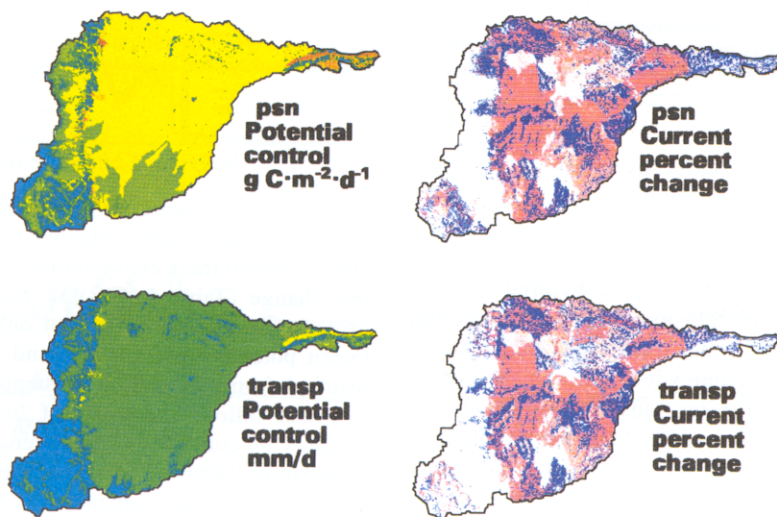 psn
Potential
control
g C·m⁻²·d⁻¹
psn
Current
percent
change
transp
Potential
control
mm/d
transp
Current
percent
change